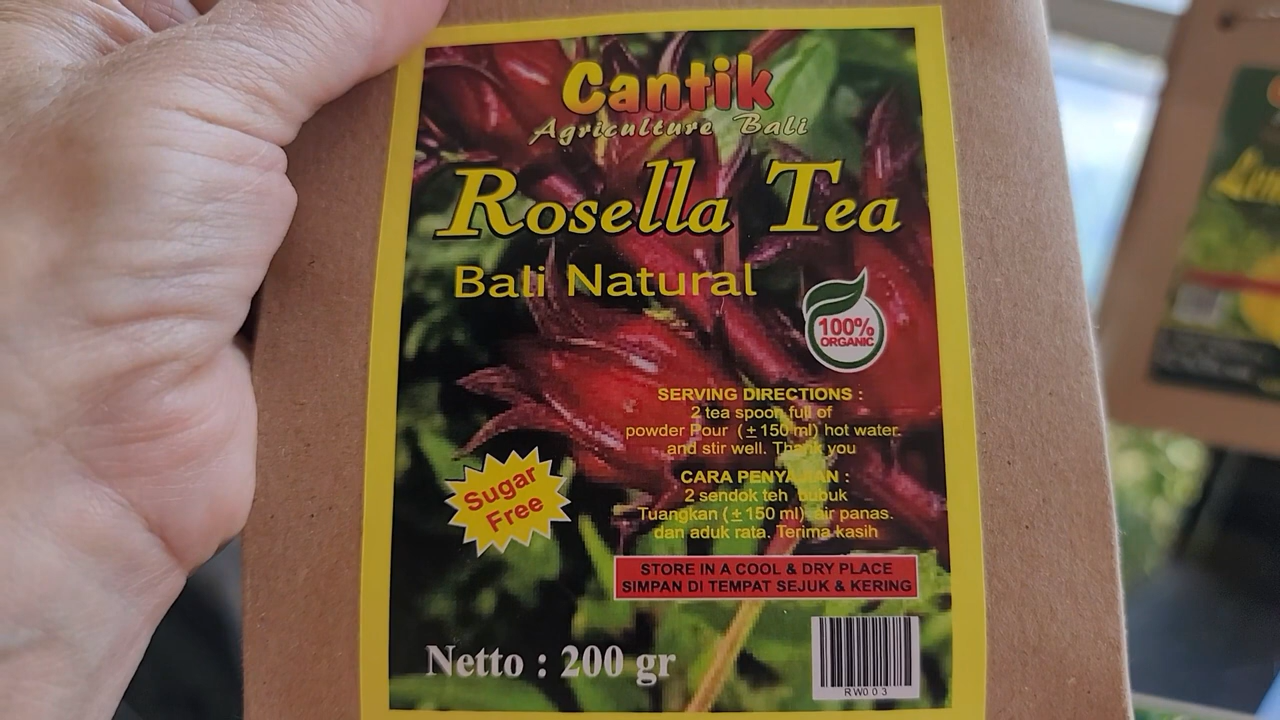 Cantik
Agriculture Bali
Rosella Tea
Bali Natural
100%
ORGANIC
SERVING DIRECTIONS :
2 tea spoon full of
powder Pour (±150 ml) hot water.
and stir well. Thank you
CARA PENYAJIAN :
2 sendok teh bubuk
Tuangkan (±150 ml) air panas.
dan aduk rata. Terima kasih
Sugar
Free
STORE IN A COOL & DRY PLACE
SIMPAN DI TEMPAT SEJUK & KERING
Netto : 200 gr
RW003